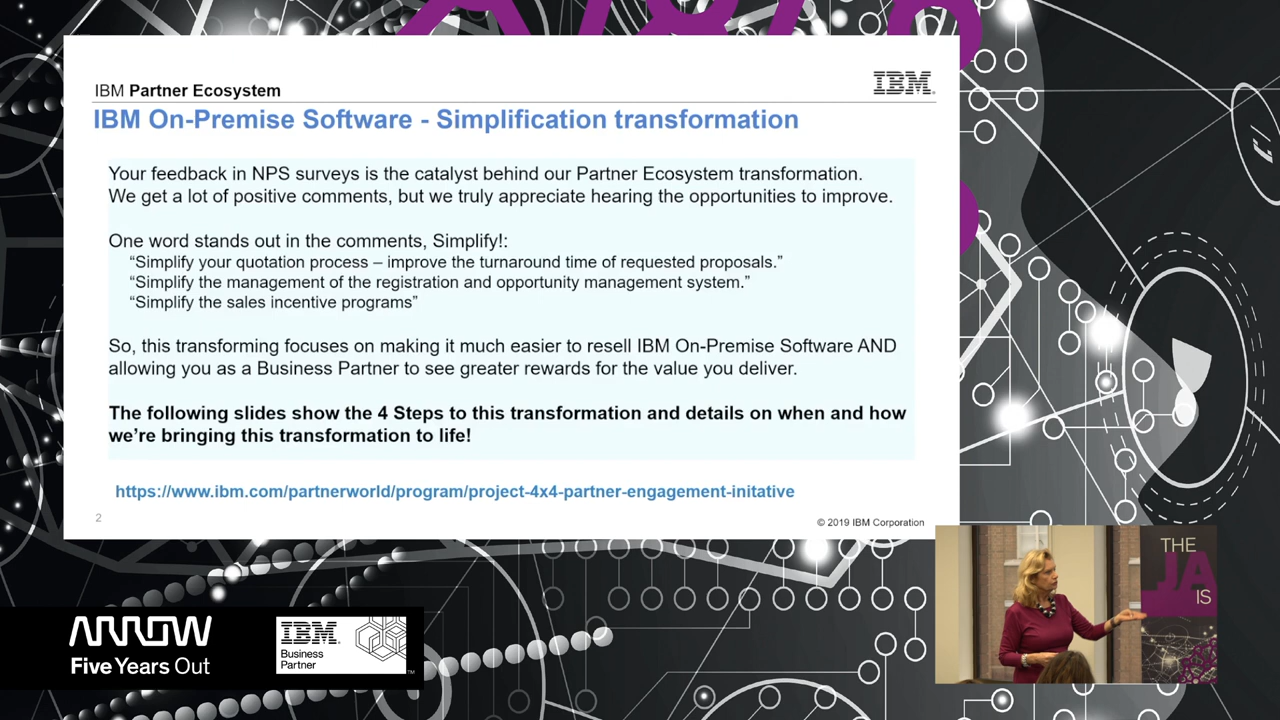 IBM Partner Ecosystem
IBM
IBM On-Premise Software - Simplification transformation
Your feedback in NPS surveys is the catalyst behind our Partner Ecosystem transformation.
We get a lot of positive comments, but we truly appreciate hearing the opportunities to improve.
One word stands out in the comments, Simplify!:
“Simplify your quotation process – improve the turnaround time of requested proposals.”
“Simplify the management of the registration and opportunity management system.”
“Simplify the sales incentive programs”
So, this transforming focuses on making it much easier to resell IBM On-Premise Software AND
allowing you as a Business Partner to see greater rewards for the value you deliver.
The following slides show the 4 Steps to this transformation and details on when and how
we’re bringing this transformation to life!
https://www.ibm.com/partnerworld/program/project-4x4-partner-engagement-initative
2
© 2019 IBM Corporation
THE
IS
ARROW
Five Years Out
IBM
Business
Partner
TM